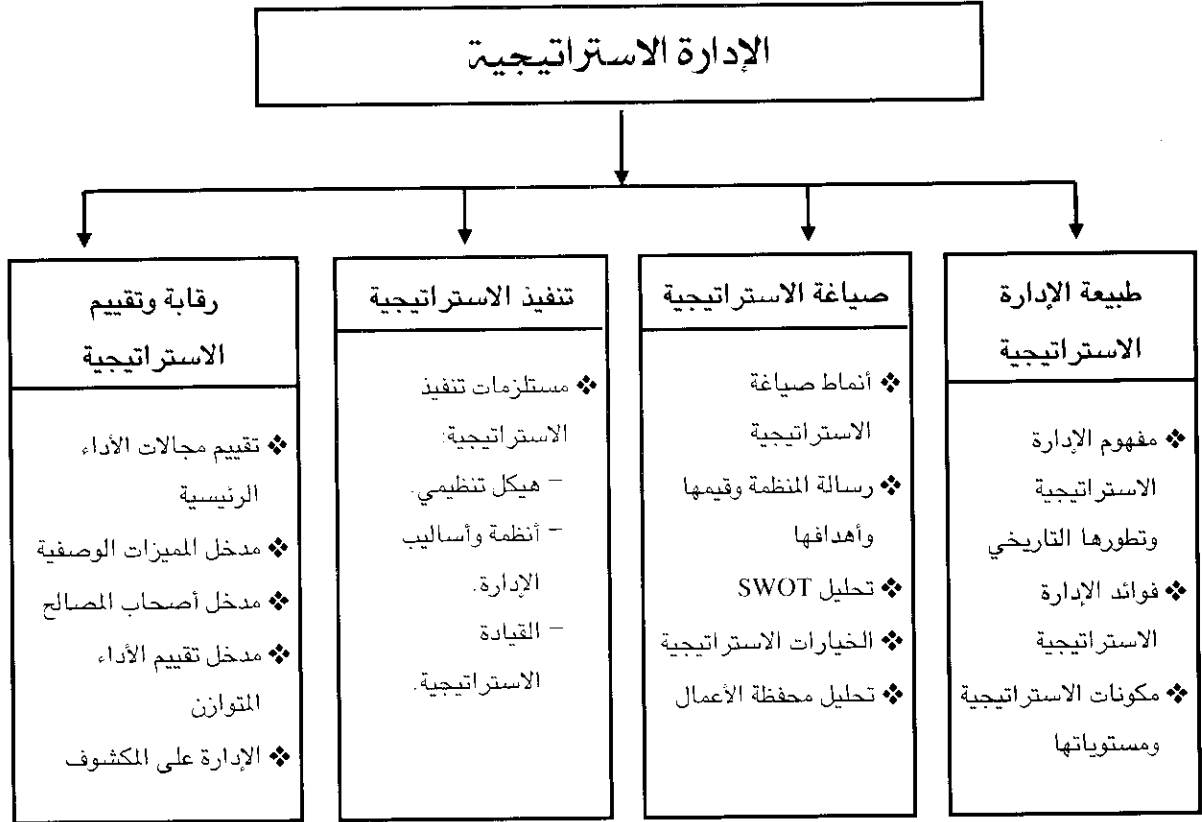 الإدارة الاستراتيجية
طبيعة الإدارة
الاستراتيجية
❖ مفهوم الإدارة
الاستراتيجية
وتطورها التاريخي
❖ فوائد الإدارة
الاستراتيجية
❖ مكونات الاستراتيجية
ومستوياتها
صياغة الاستراتيجية
❖ أنماط صياغة
الاستراتيجية
❖ رسالة المنظمة وقيمها
وأهدافها
❖ تحليل SWOT
❖ الخيارات الاستراتيجية
❖ تحليل محفظة الأعمال
تنفيذ الاستراتيجية
❖ مستلزمات تنفيذ
الاستراتيجية:
– هيكل تنظيمي.
– أنظمة وأساليب
الإدارة.
– القيادة
الاستراتيجية.
رقابة وتقييم
الاستراتيجية
❖ تقييم مجالات الأداء
الرئيسية
❖ مدخل المميزات الوصفية
❖ مدخل أصحاب المصالح
❖ مدخل تقييم الأداء
المتوازن
❖ الإدارة على المكشوف